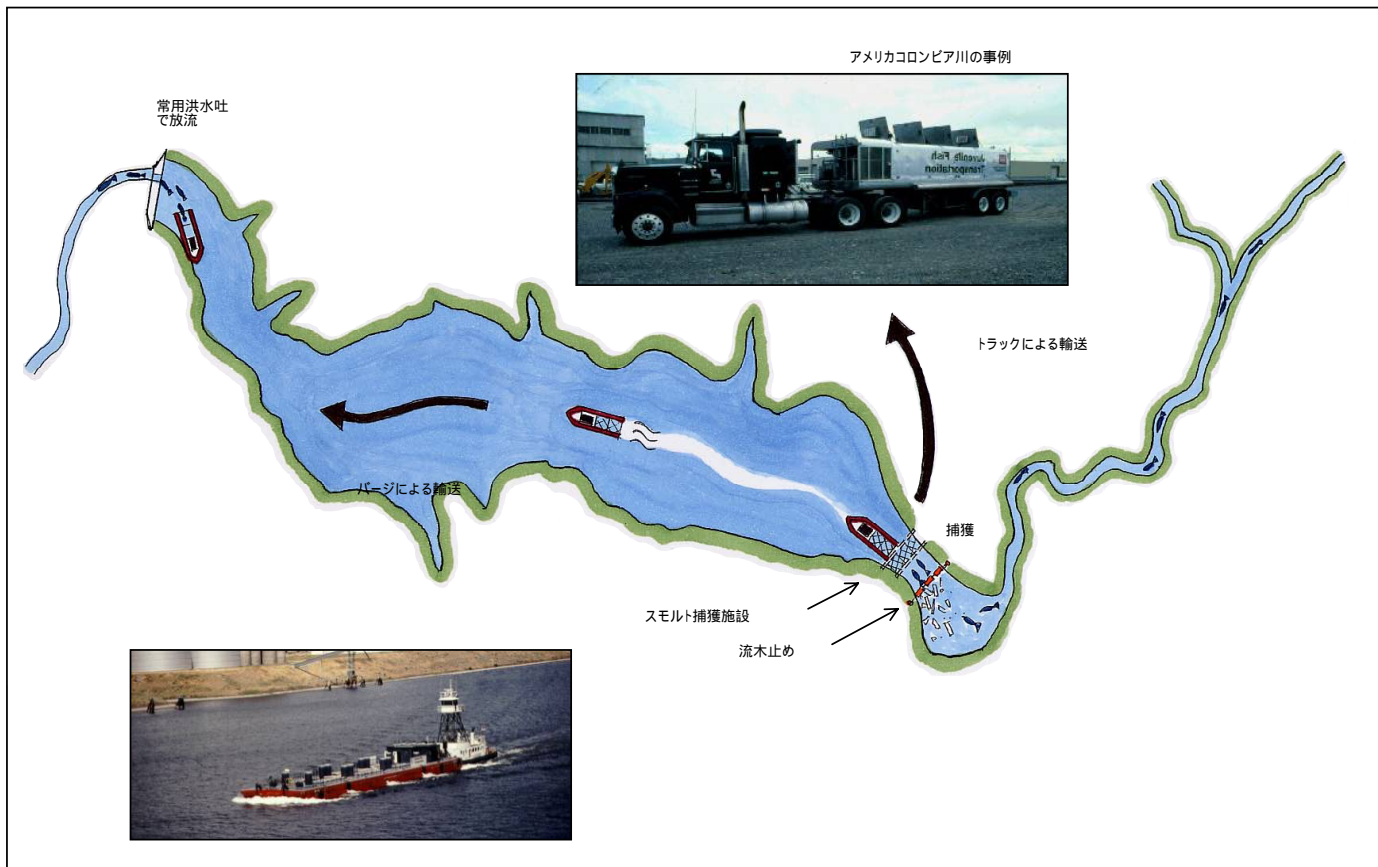 アメリカコロンビア川の事例
常用洪水吐
で放流
Juvenile Fish
Transportation
トラックによる輸送
バージによる輸送
捕獲
スモルト捕獲施設
流木止め